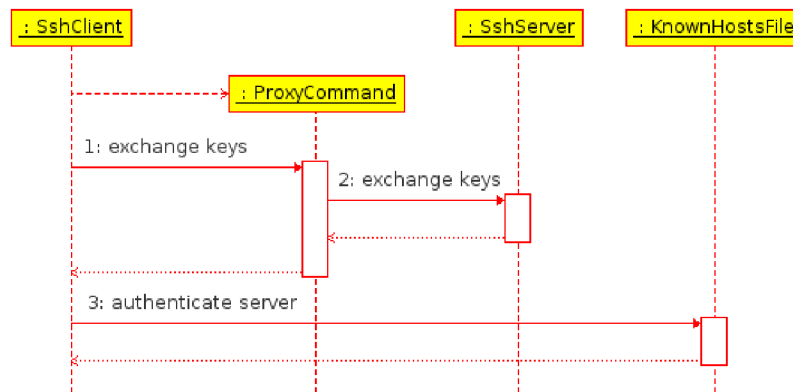 : SshClient
: SshServer
: KnownHostsFile
: ProxyCommand
1: exchange keys
2: exchange keys
3: authenticate server